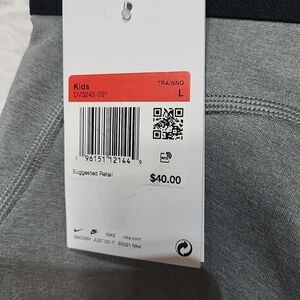 Kids TRAINNG
DV3245-091 L
1 96151 12144 9
Suggested Retail
$40.00
NIKE nike.com
SWOOSH JUST DO IT ©2021 Nike